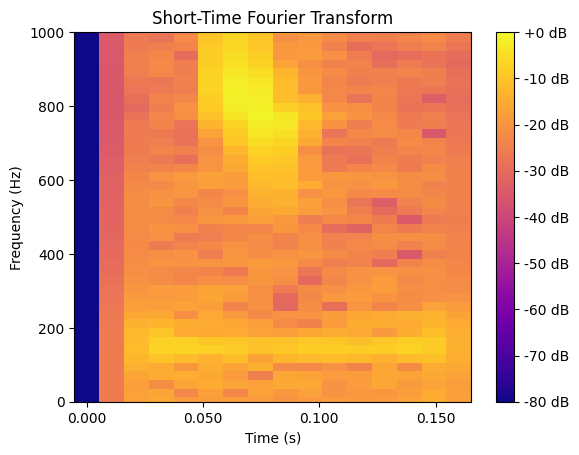 Short-Time Fourier Transform
1000
800
600
400
200
0
Frequency (Hz)
0.000
0.050
0.100
0.150
Time (s)
+0 dB
-10 dB
-20 dB
-30 dB
-40 dB
-50 dB
-60 dB
-70 dB
-80 dB